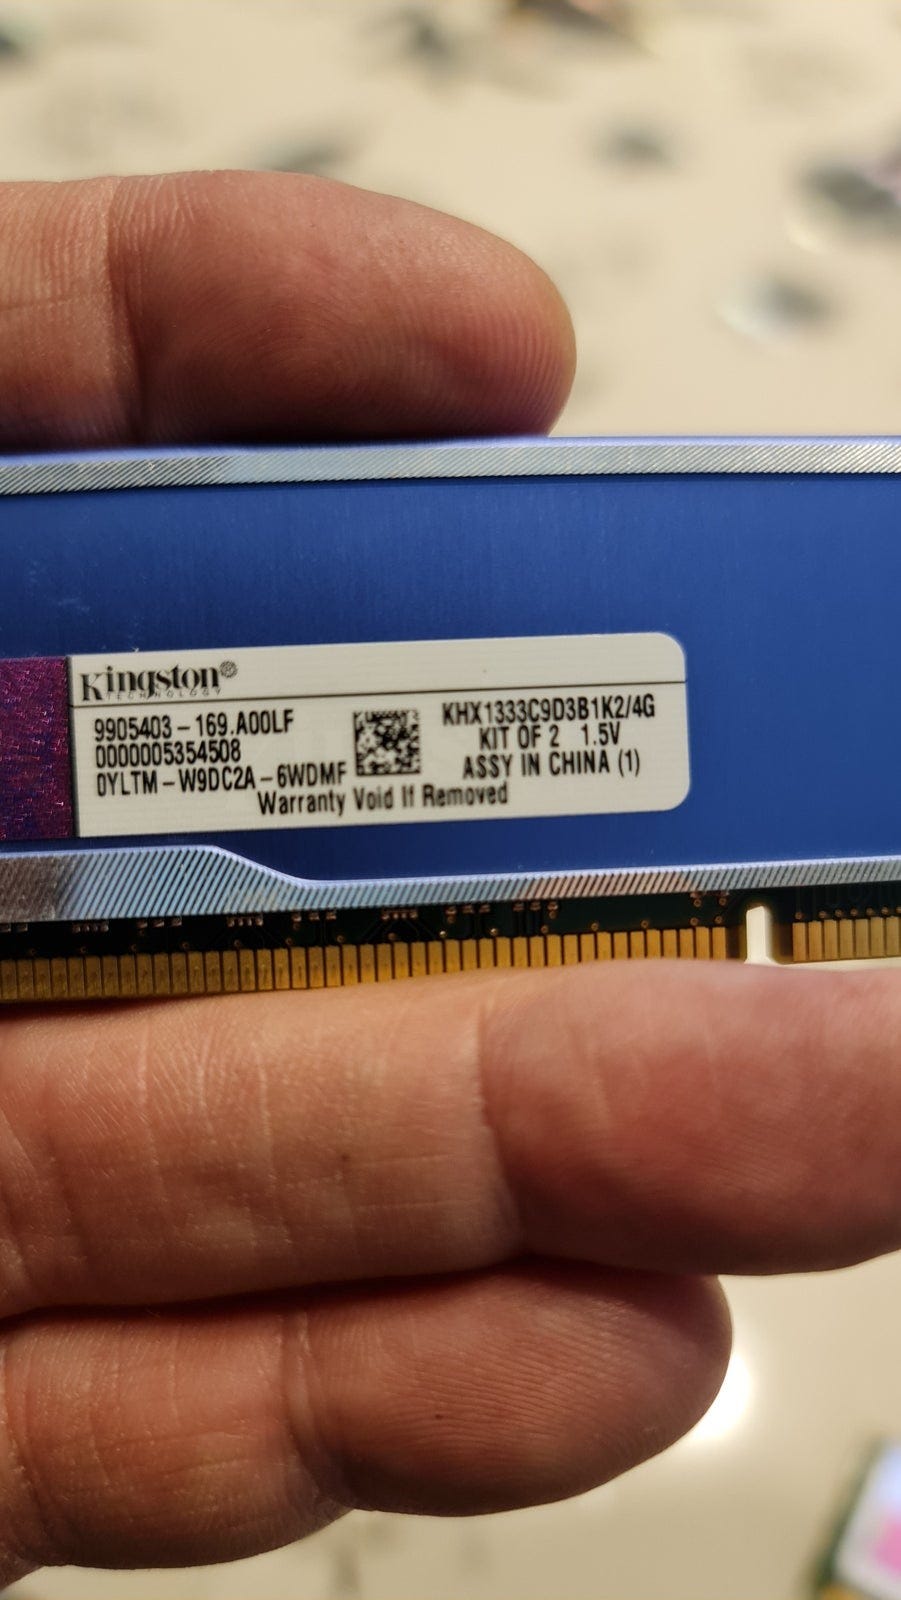 Kingston®
TECHNOLOGY
9905403-169.A00LF
0000005354508
0YLTM-W9DC2A-6WDMF
KHX1333C9D3B1K2/4G
KIT OF 2 1.5V
ASSY IN CHINA (1)
Warranty Void If Removed